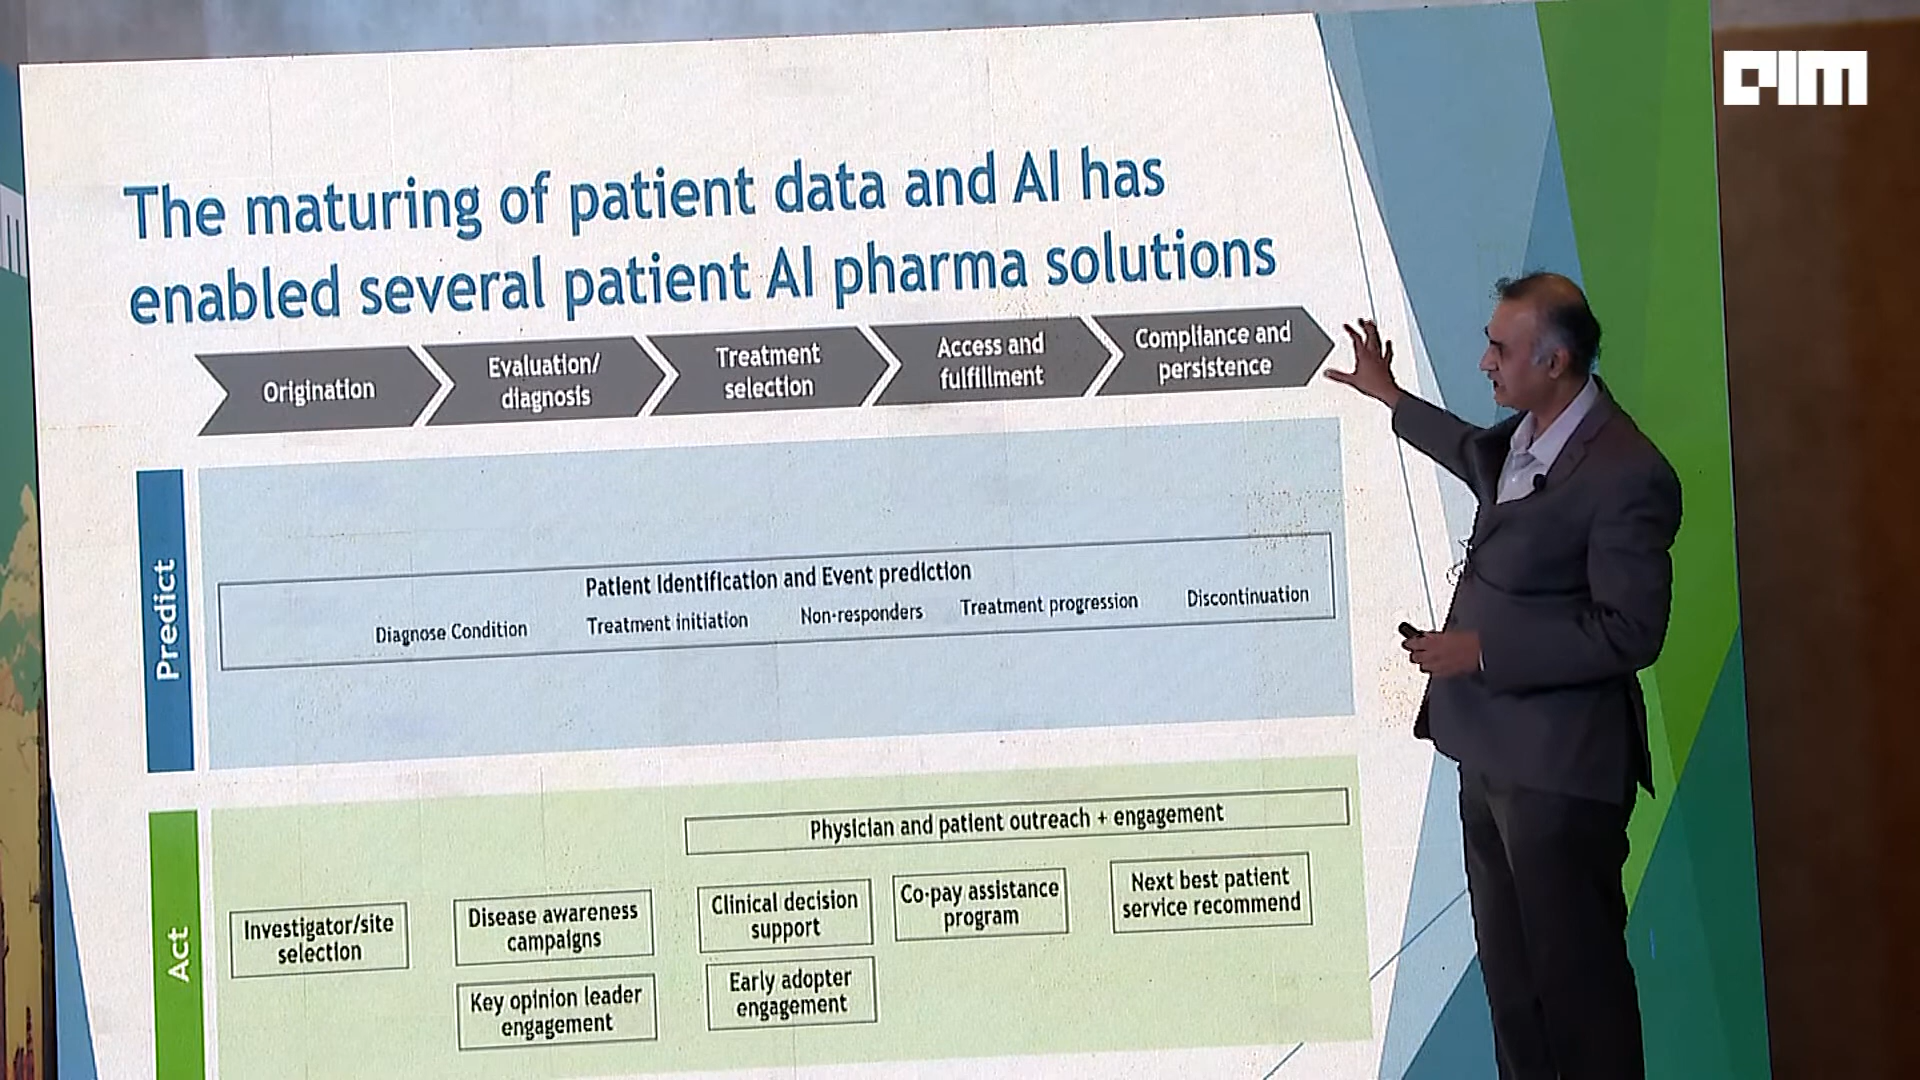 AIM
The maturing of patient data and AI has
enabled several patient AI pharma solutions
Origination
Evaluation/
diagnosis
Treatment
selection
Access and
fulfillment
Compliance and
persistence
Predict
Patient Identification and Event prediction
Diagnose Condition
Treatment initiation
Non-responders
Treatment progression
Discontinuation
Act
Physician and patient outreach + engagement
Investigator/site
selection
Disease awareness
campaigns
Key opinion leader
engagement
Clinical decision
support
Early adopter
engagement
Co-pay assistance
program
Next best patient
service recommend